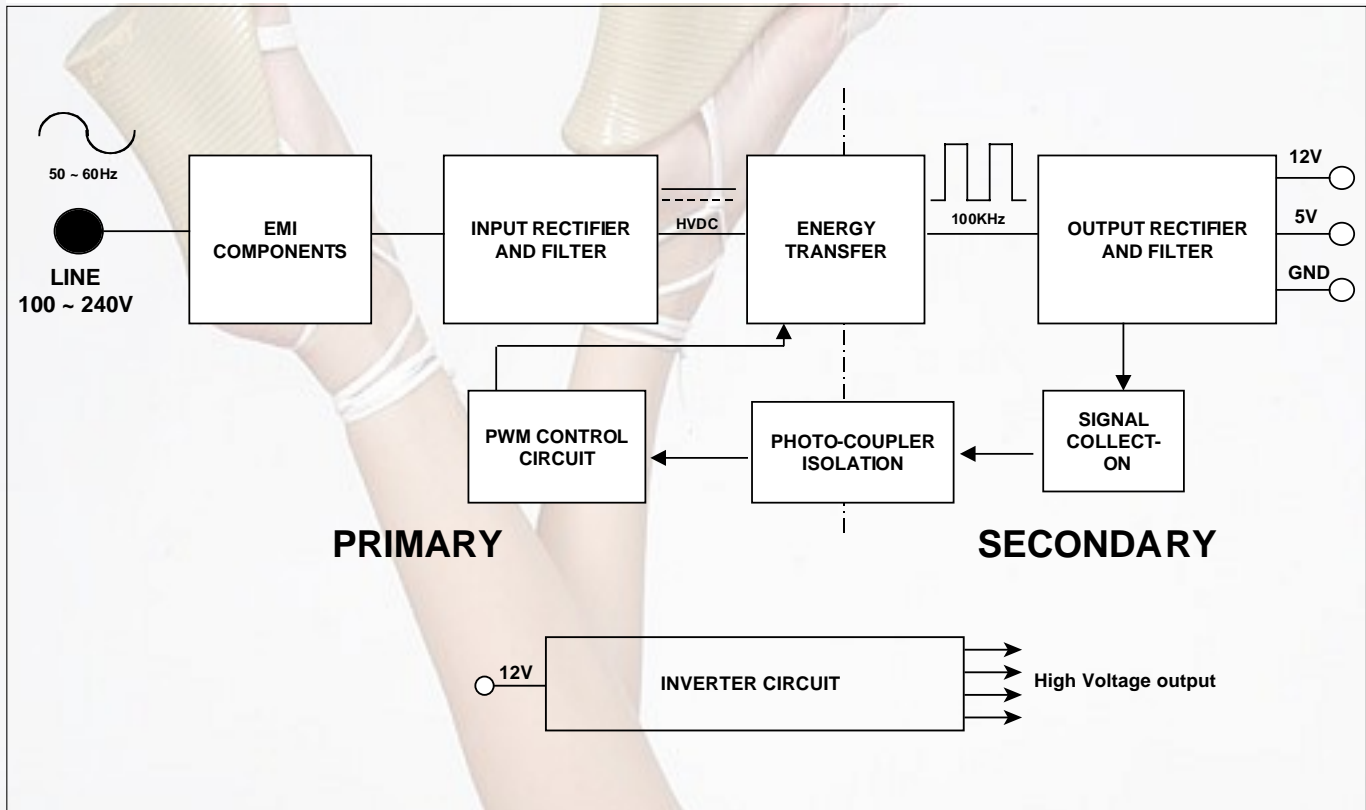 50 ~ 60Hz
LINE
100 ~ 240V
EMI
COMPONENTS
INPUT RECTIFIER
AND FILTER
HVDC
ENERGY
TRANSFER
100KHz
OUTPUT RECTIFIER
AND FILTER
12V
5V
GND
PWM CONTROL
CIRCUIT
PHOTO-COUPLER
ISOLATION
SIGNAL
COLLECT-
ON
PRIMARY
SECONDARY
12V
INVERTER CIRCUIT
High Voltage output